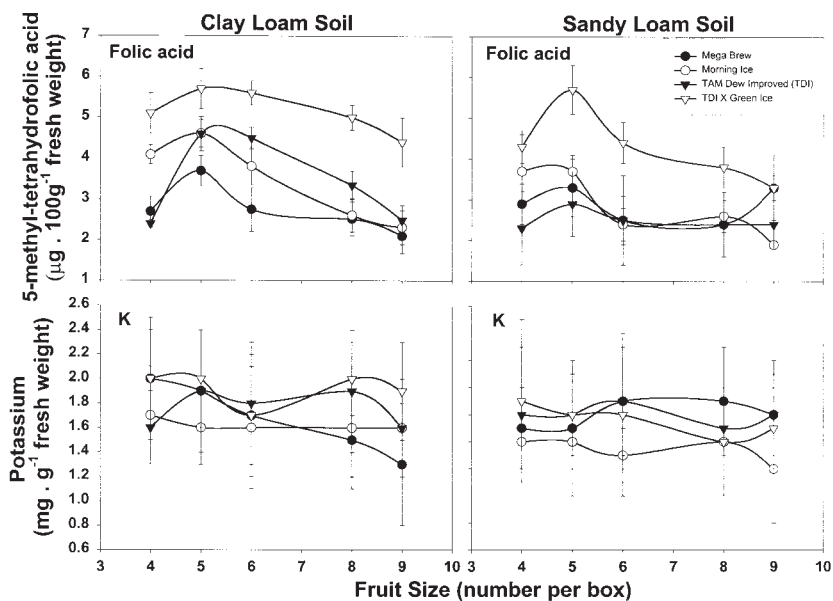 Clay Loam Soil
Sandy Loam Soil
5-methyl-tetrahydrofolic acid
(μg . 100g-1 fresh weight)
7
6
5
4
3
2
1
Folic acid
Folic acid
Mega Brew
Morning Ice
TAM Dew Improved (TDI)
TDI X Green Ice
Potassium
(mg . g-1 fresh weight)
2.6
2.4
2.2
2.0
1.8
1.6
1.4
1.2
1.0
0.8
0.6
K
K
3 4 5 6 7 8 9 10
3 4 5 6 7 8 9 10
Fruit Size (number per box)